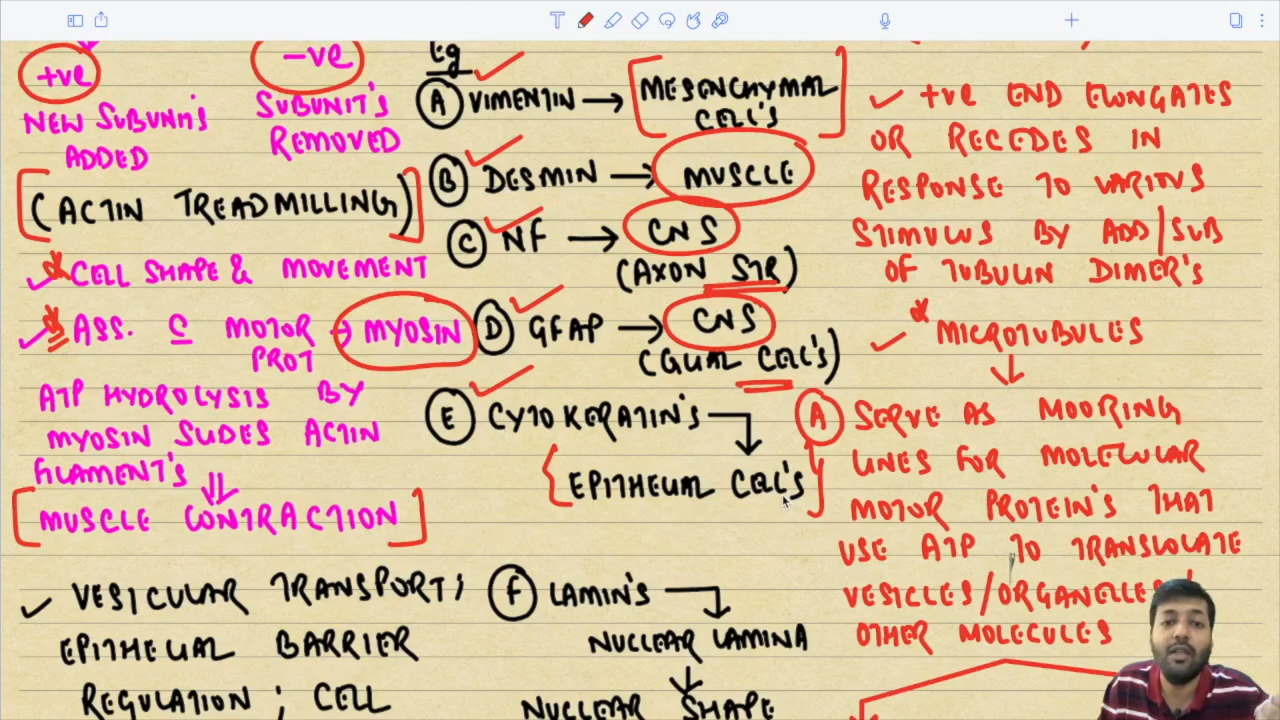 +ve
-ve
NEW SUBUNIT'S
ADDED
SUBUNIT'S
REMOVED
(ACTIN TREADMILLING)
* CELL SHAPE & MOVEMENT
* ASS. C MOTOR → MYOSIN
PROT
ATP HYDROLYSIS BY
MYOSIN SLIDES ACTIN
FILAMENT'S
MUSCLE CONTRACTION
VESICULAR TRANSPORT;
EPITHELIAL BARRIER
REGULATION; CELL
Eg
A VIMENTIN → MESENCHYMAL
CELL'S
B DESMIN → MUSCLE
C NF → CNS
(AXON STR)
D GFAP → CNS
(GLIAL CELL'S)
E CYTOKERATIN'S
EPITHELIAL CELL'S
F LAMIN'S
NUCLEAR LAMINA
NUCLEAR SHAPE
+ve END ELONGATES
OR RECEDES IN
RESPONSE TO VARIOUS
STIMULUS BY ADD/SUB
OF TUBULIN DIMER'S
* MICROTUBULES
A SERVE AS MOORING
LINES FOR MOLECULAR
MOTOR PROTEIN'S THAT
USE ATP TO TRANSLOCATE
VESICLES/ORGANELLES
OTHER MOLECULES